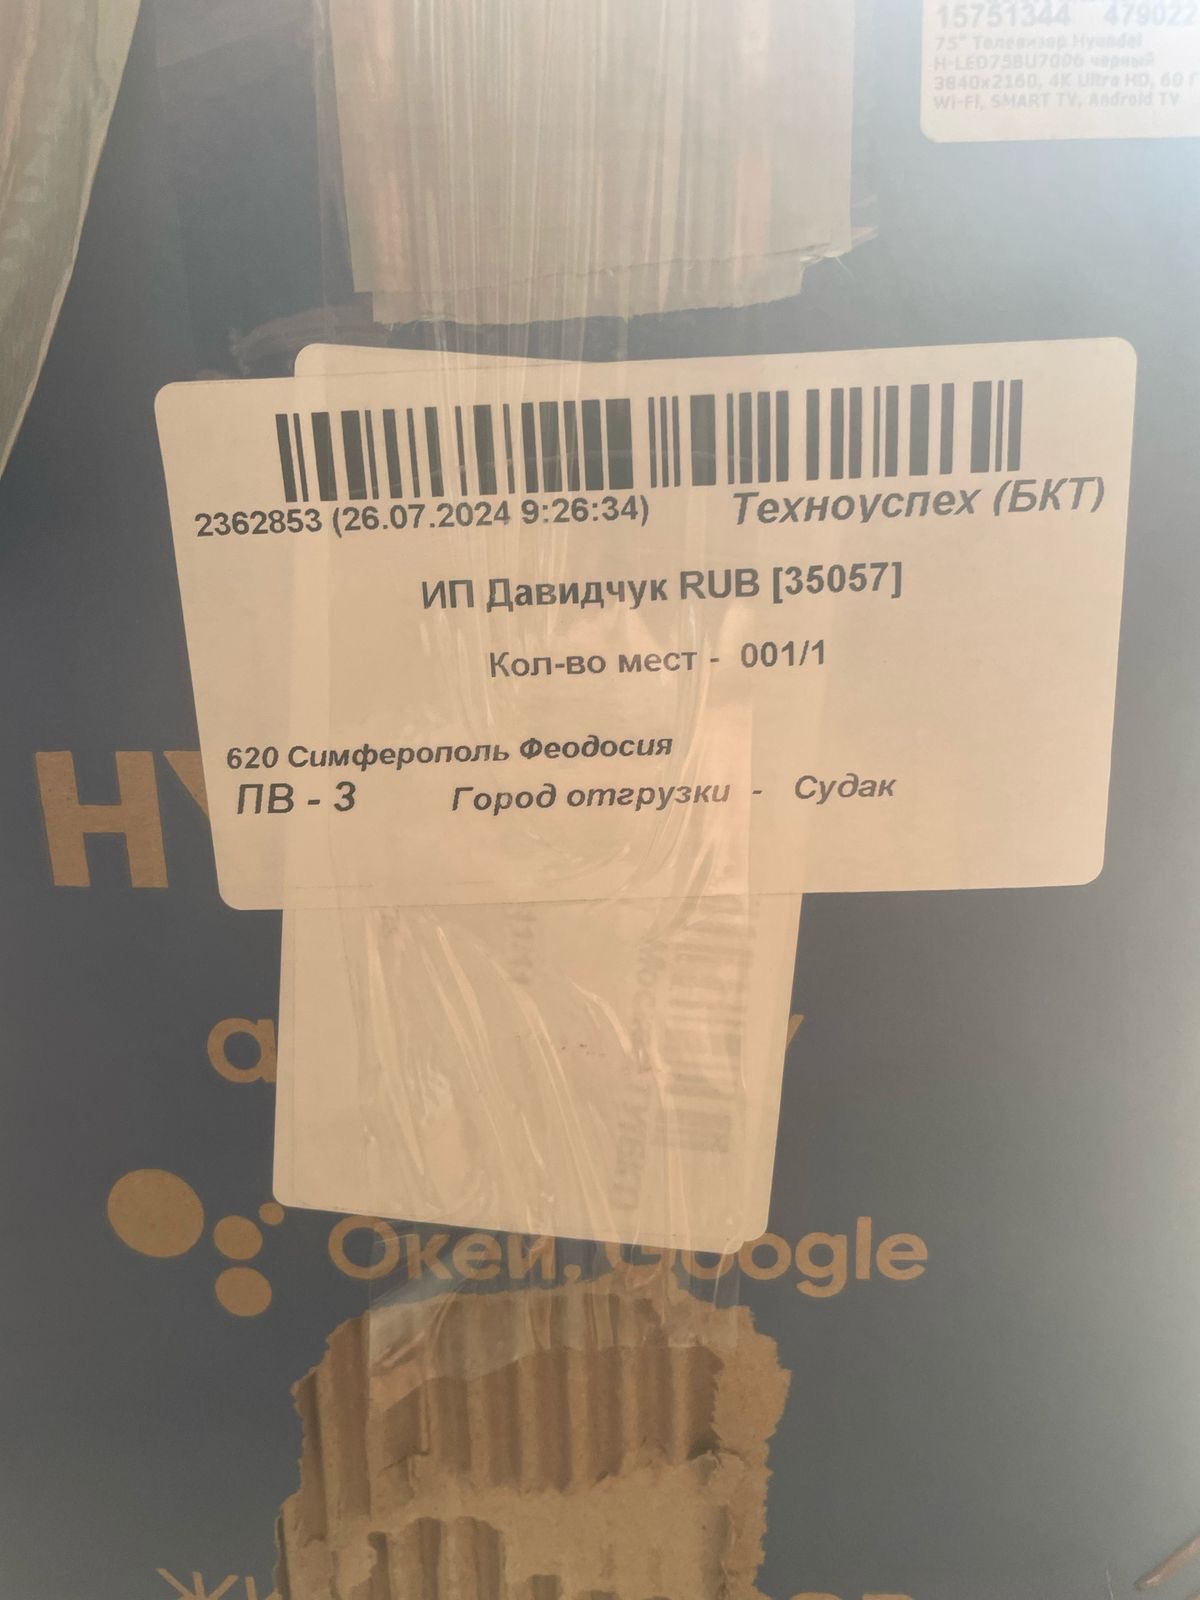 15751344 479022
75" Телевизор Hyundai
H-LED75BU7006 черный
3840x2160, 4K Ultra HD, 60 Г
Wi-Fi, SMART TV, Android TV
2362853 (26.07.2024 9:26:34) Техноуспех (БКТ)
ИП Давидчук RUB [35057]
Кол-во мест - 001/1
620 Симферополь Феодосия
ПВ - 3 Город отгрузки - Судак
HY
Окей, Google